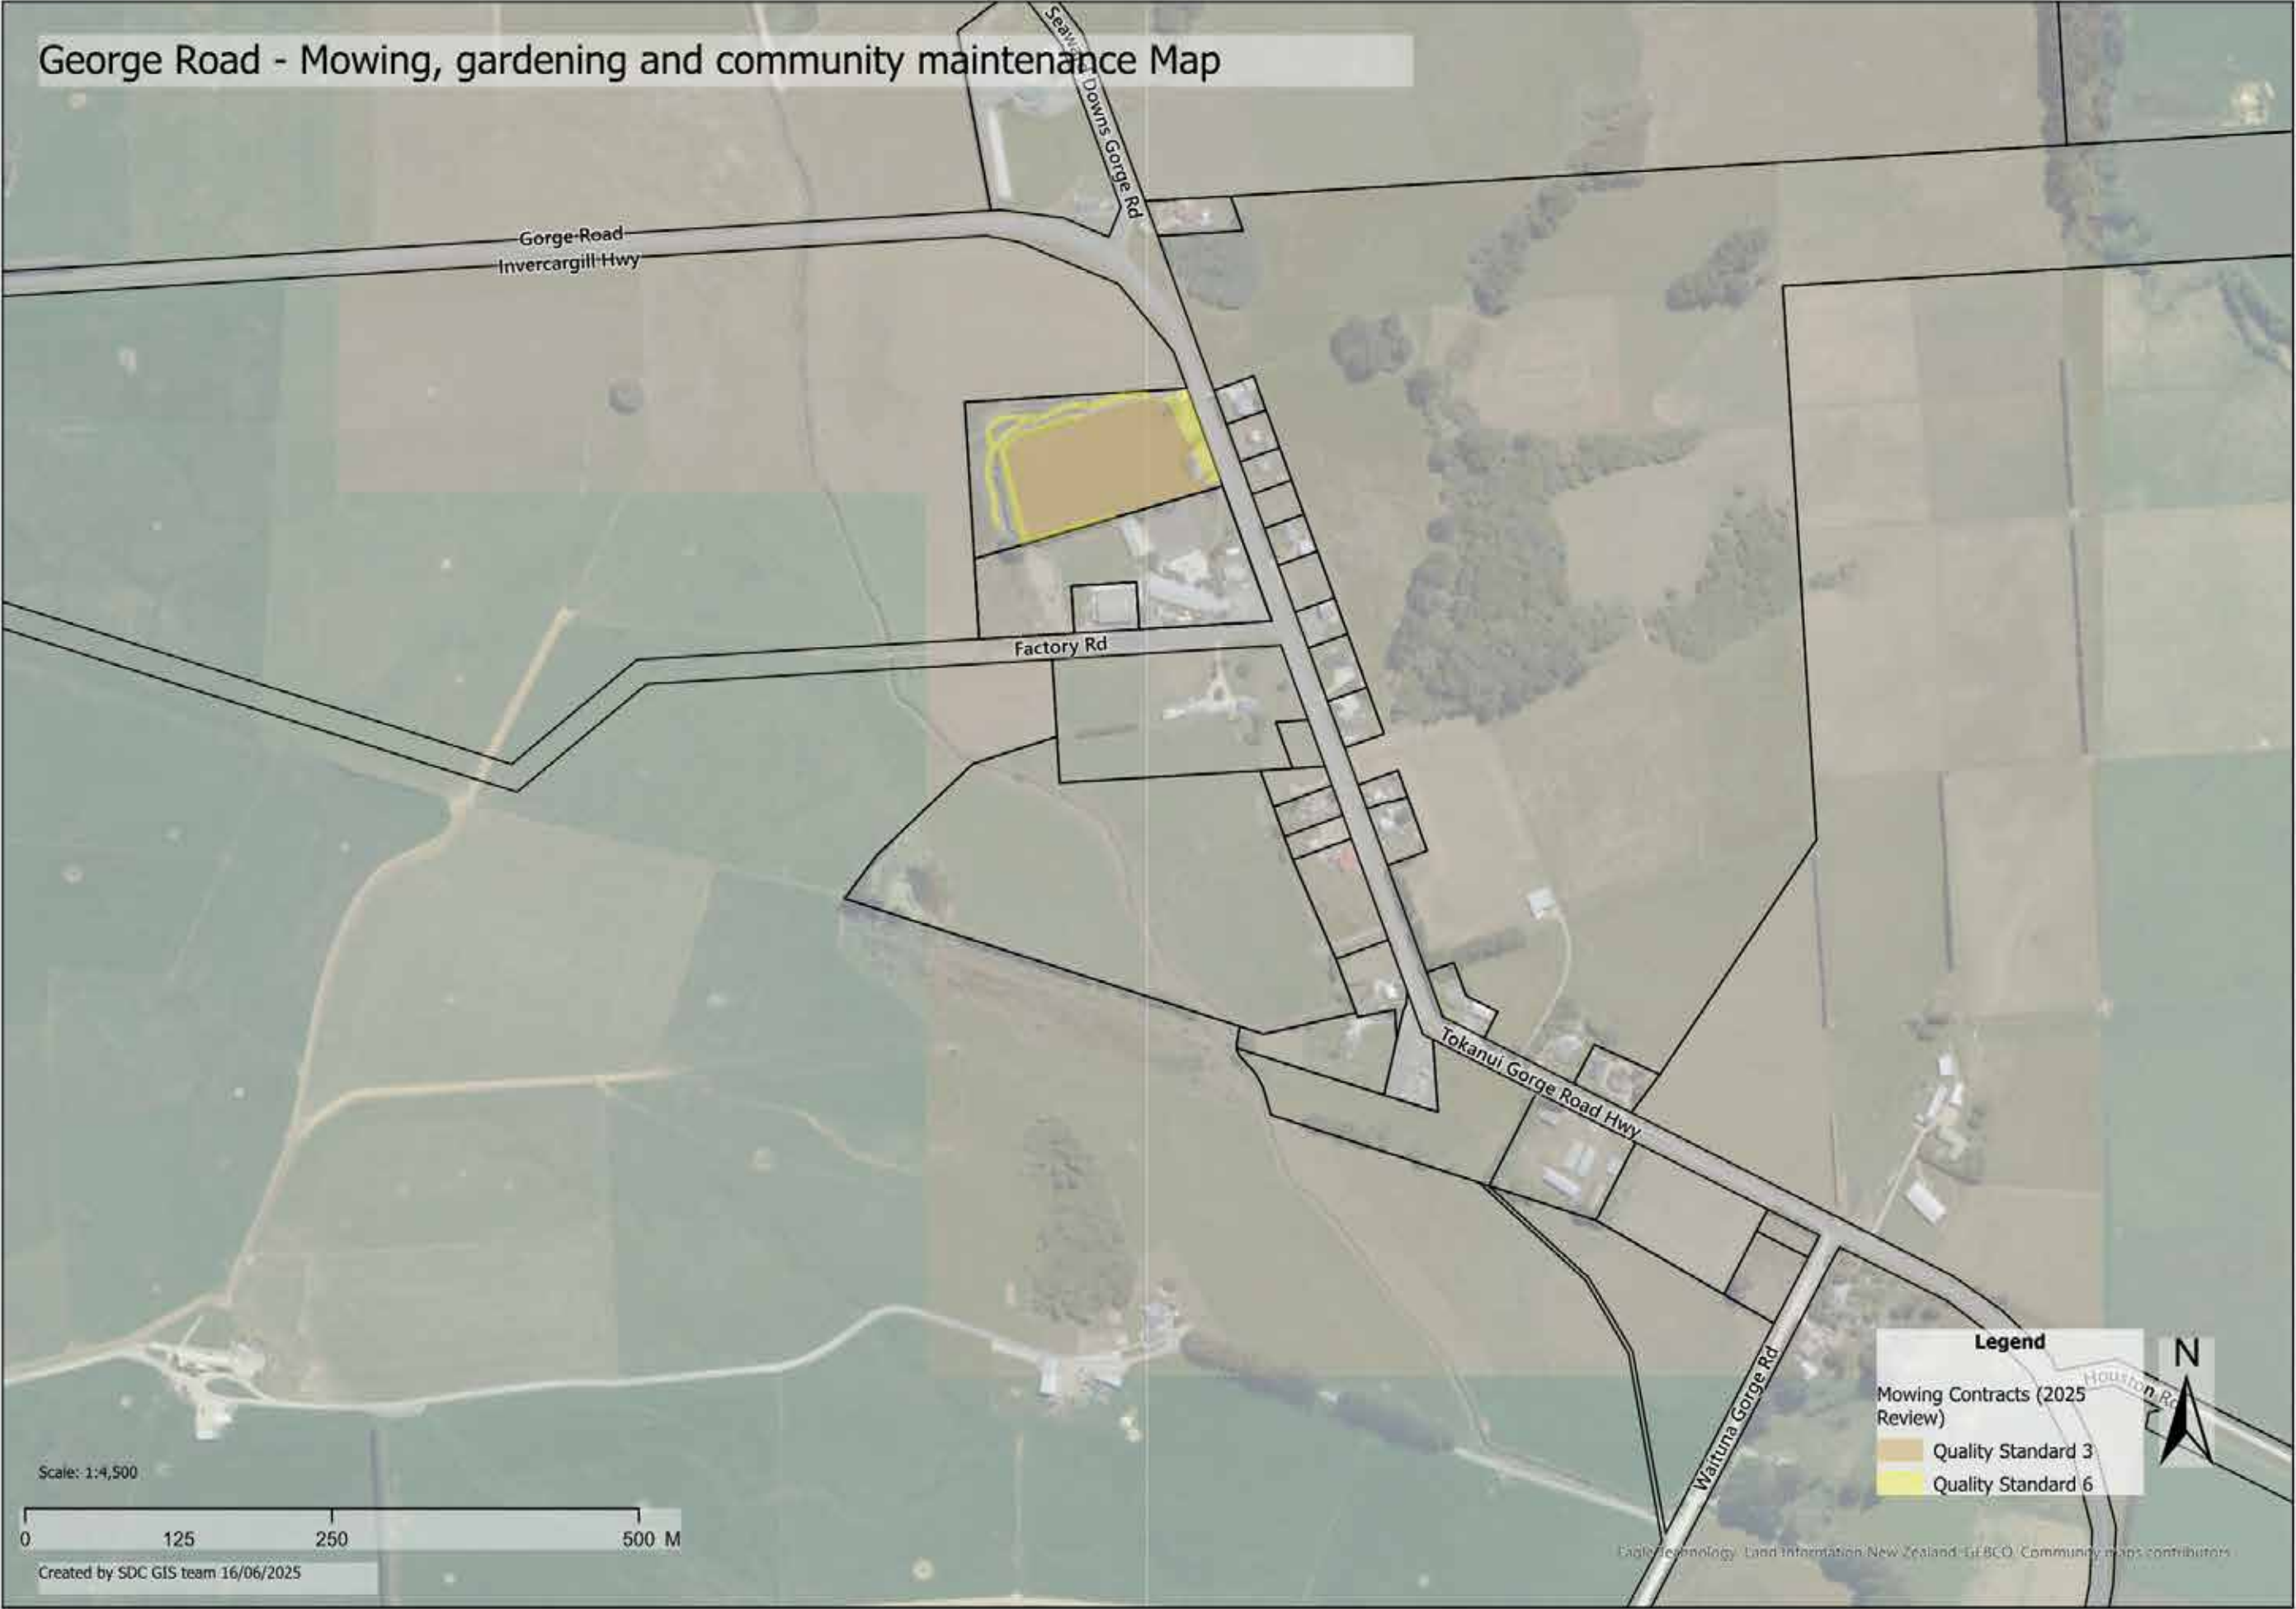 George Road - Mowing, gardening and community maintenance Map
Seaward Downs Gorge Rd
Gorge Road
Invercargill Hwy
Factory Rd
Tokanui Gorge Road Hwy
Waituna Gorge Rd
Houston Rd
Legend
Mowing Contracts (2025
Review)
Quality Standard 3
Quality Standard 6
N
Scale: 1:4,500
0 125 250 500 M
Created by SDC GIS team 16/06/2025
Eagle Technology, Land Information New Zealand, GEBCO, Community maps contributors